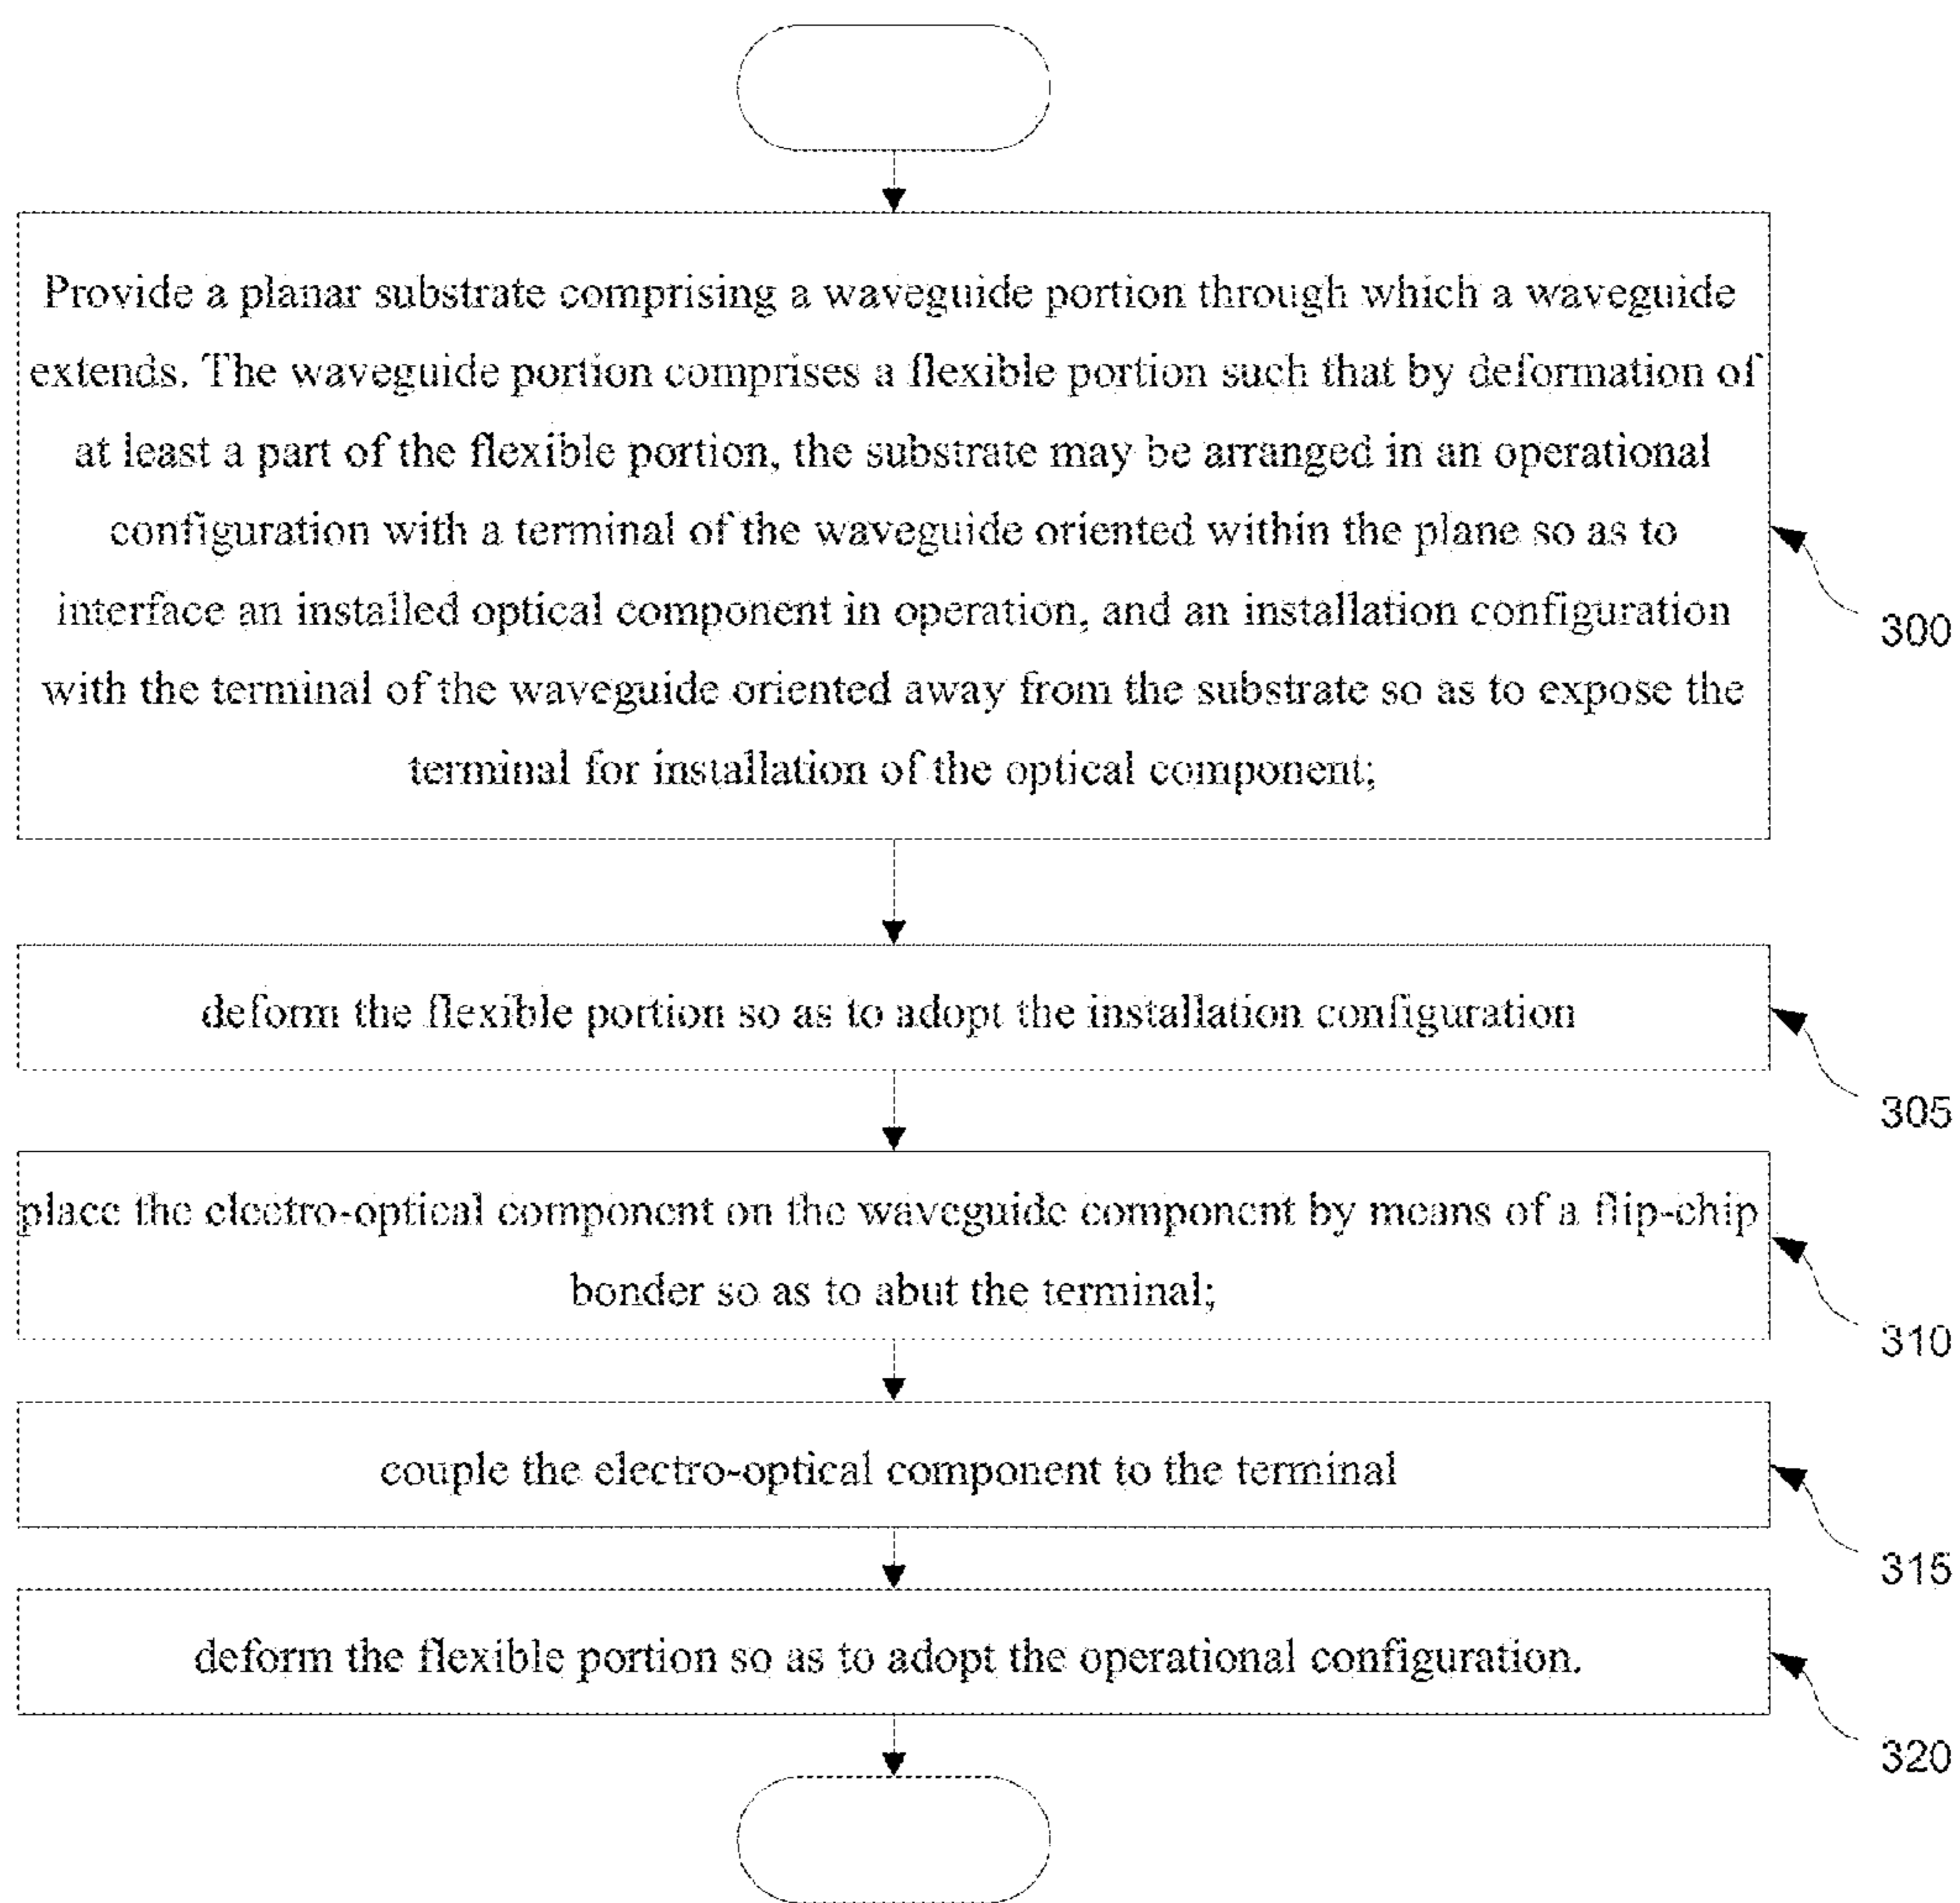 Provide a planar substrate comprising a waveguide portion through which a waveguide
extends. The waveguide portion comprises a flexible portion such that by deformation of
at least a part of the flexible portion, the substrate may be arranged in an operational
configuration with a terminal of the waveguide oriented within the plane so as to
interface an installed optical component in operation, and an installation configuration
with the terminal of the waveguide oriented away from the substrate so as to expose the
terminal for installation of the optical component;
300
deform the flexible portion so as to adopt the installation configuration
305
place the electro-optical component on the waveguide component by means of a flip-chip
bonder so as to abut the terminal;
310
couple the electro-optical component to the terminal
315
deform the flexible portion so as to adopt the operational configuration.
320